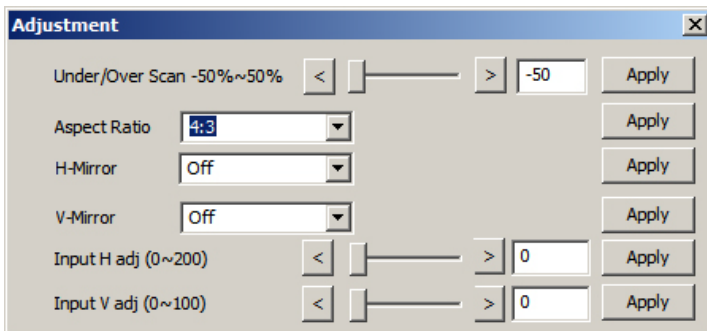 Adjustment
Under/Over Scan -50%~50% < > -50 Apply
Aspect Ratio 4:3 Apply
H-Mirror Off Apply
V-Mirror Off Apply
Input H adj (0~200) < > 0 Apply
Input V adj (0~100) < > 0 Apply